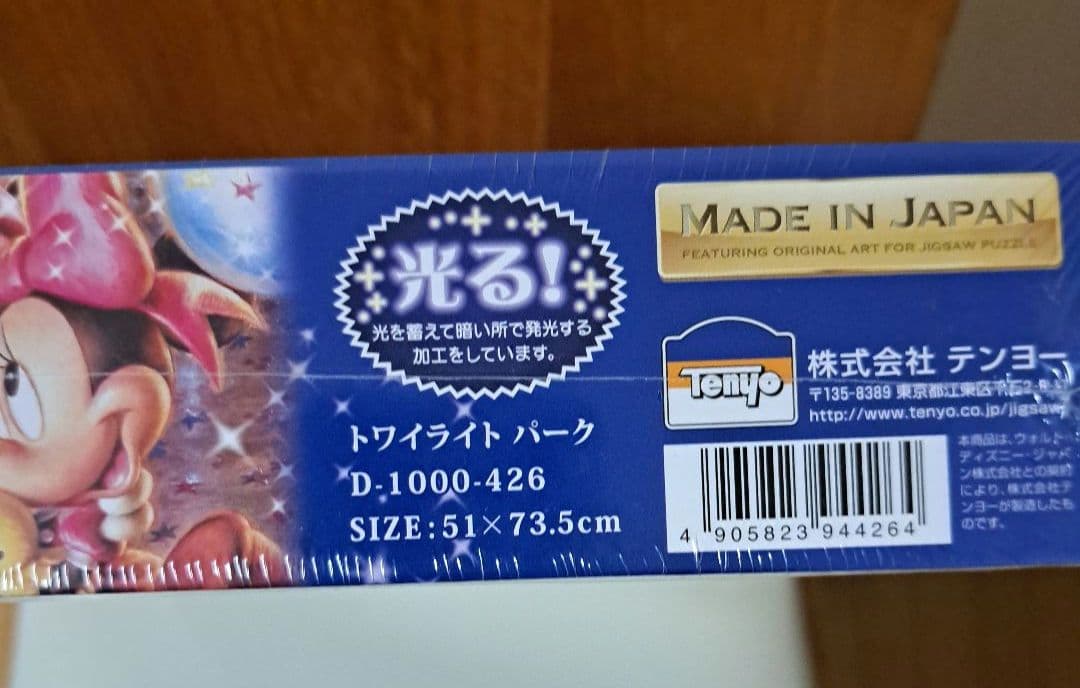 光る!
光を蓄えて暗い所で発光する
加工をしています。
トワイライト パーク
D-1000-426
SIZE:51×73.5cm
MADE IN JAPAN
FEATURING ORIGINAL ART FOR JIGSAW PUZZLE
Tenyo
株式会社 テンヨー
〒135-8389 東京都江東区
http://www.tenyo.co.jp/jigsaw
4 905823 944264
本商品は、ウォルト・
ディズニー・ジャパ
ン株式会社との契約
により、株式会社テ
ンヨーが製造したも
のです。